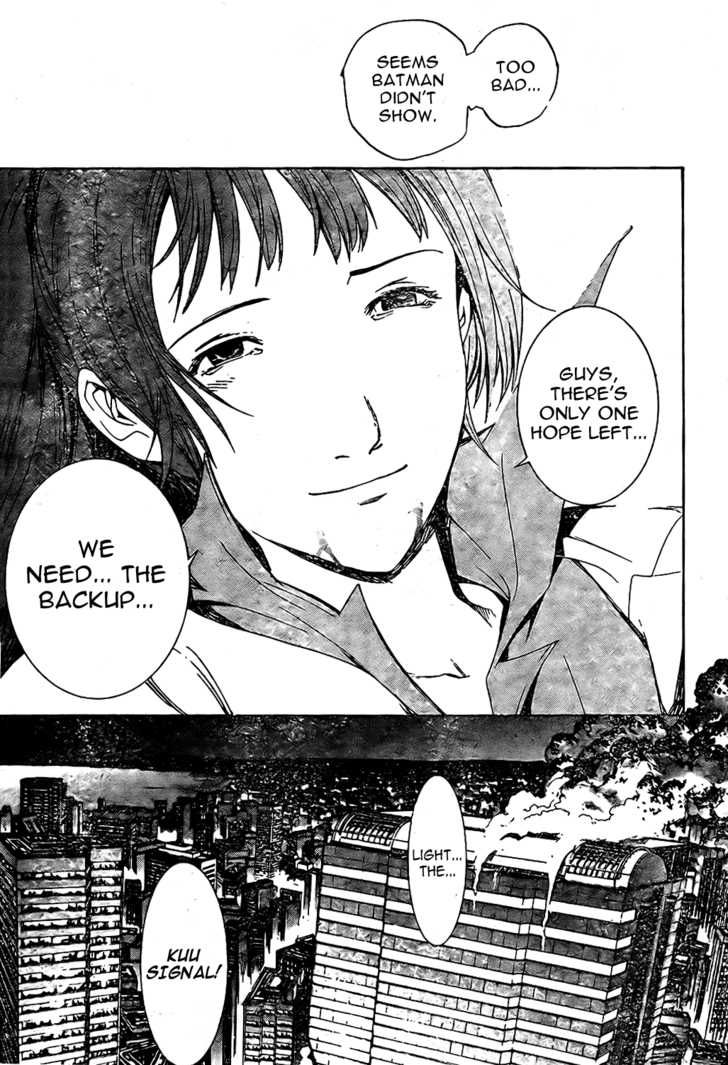 TOO
BAD...
SEEMS
BATMAN
DIDN'T
SHOW.
GUYS,
THERE'S
ONLY ONE
HOPE LEFT...
WE
NEED... THE
BACKUP...
LIGHT...
THE...
KUU
SIGNAL!